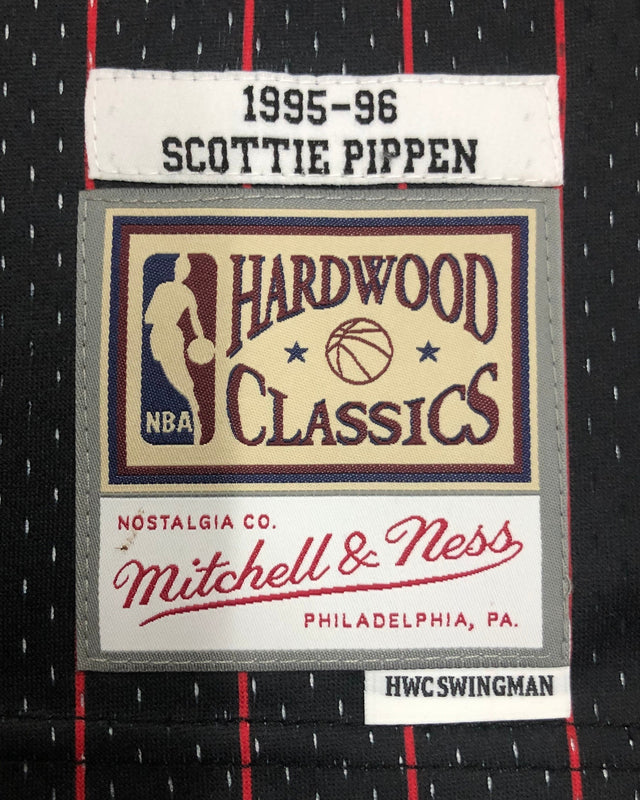 1995-96
SCOTTIE PIPPEN
HARDWOOD
CLASSICS
NBA
NOSTALGIA CO.
Mitchell & Ness
PHILADELPHIA, PA.
HWC SWINGMAN